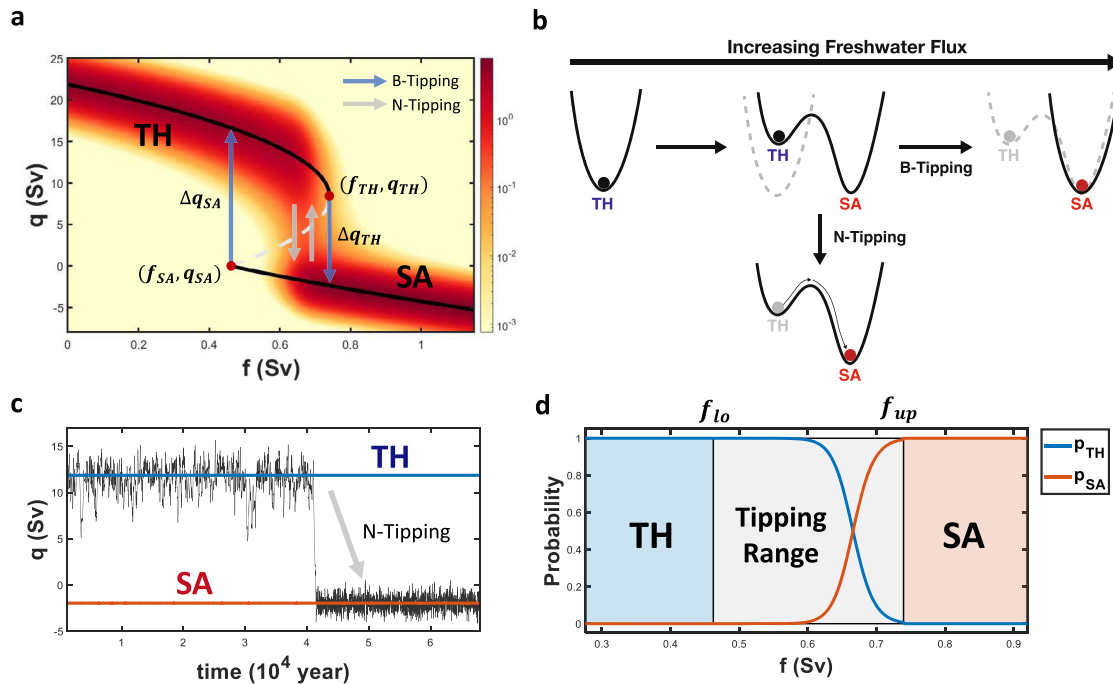 a
25
20
15
10
5
0
-5
q (Sv)
0
0.2
0.4
0.6
0.8
1
f (Sv)
TH
SA
B-Tipping
N-Tipping
Δq_SA
(f_TH, q_TH)
Δq_TH
(f_SA, q_SA)
10^0
10^-1
10^-2
10^-3
b
Increasing Freshwater Flux
TH
TH
SA
B-Tipping
TH
SA
N-Tipping
TH
SA
c
15
10
5
0
-5
q (Sv)
TH
N-Tipping
SA
1
2
3
4
5
6
time (10^4 year)
d
f_lo
f_up
1
0.8
0.6
0.4
0.2
0
Probability
TH
Tipping
Range
SA
0.3
0.4
0.5
0.6
0.7
0.8
0.9
f (Sv)
p_TH
p_SA